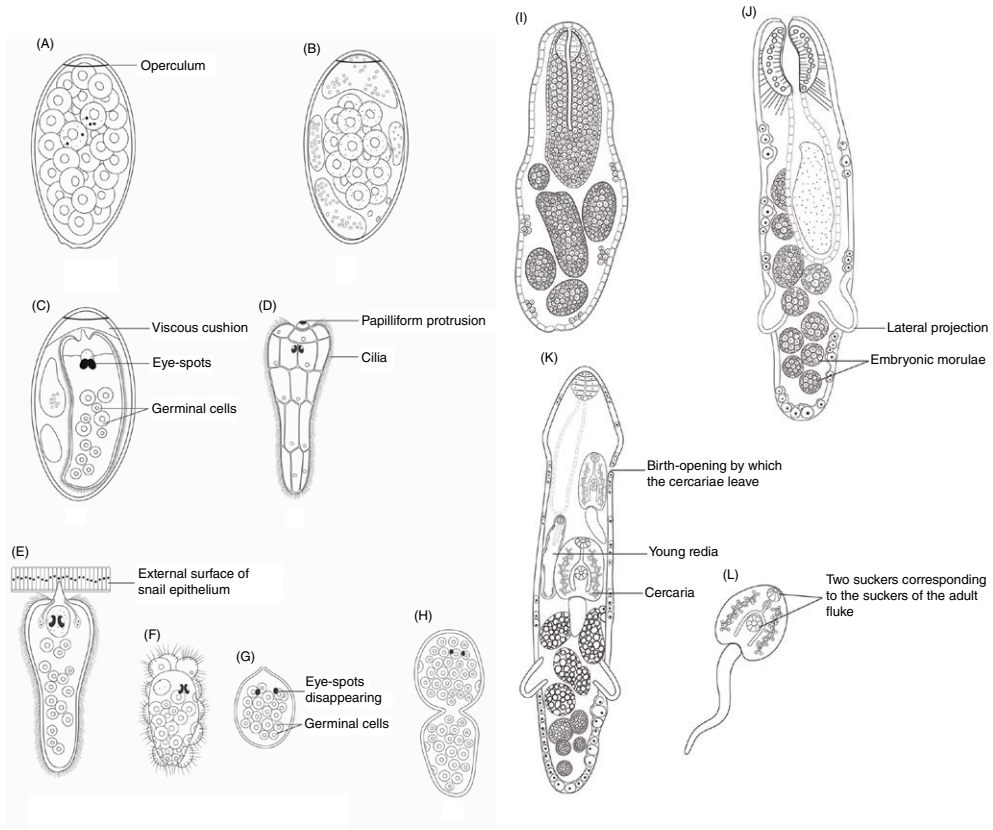 (A)
Operculum
(B)
(C)
Viscous cushion
Eye-spots
Germinal cells
(D)
Papilliform protrusion
Cilia
(E)
External surface of
snail epithelium
(F)
(G)
Eye-spots
disappearing
Germinal cells
(H)
(I)
(J)
Lateral projection
Embryonic morulae
(K)
Birth-opening by which
the cercariae leave
Young redia
Cercaria
(L)
Two suckers corresponding
to the suckers of the adult
fluke